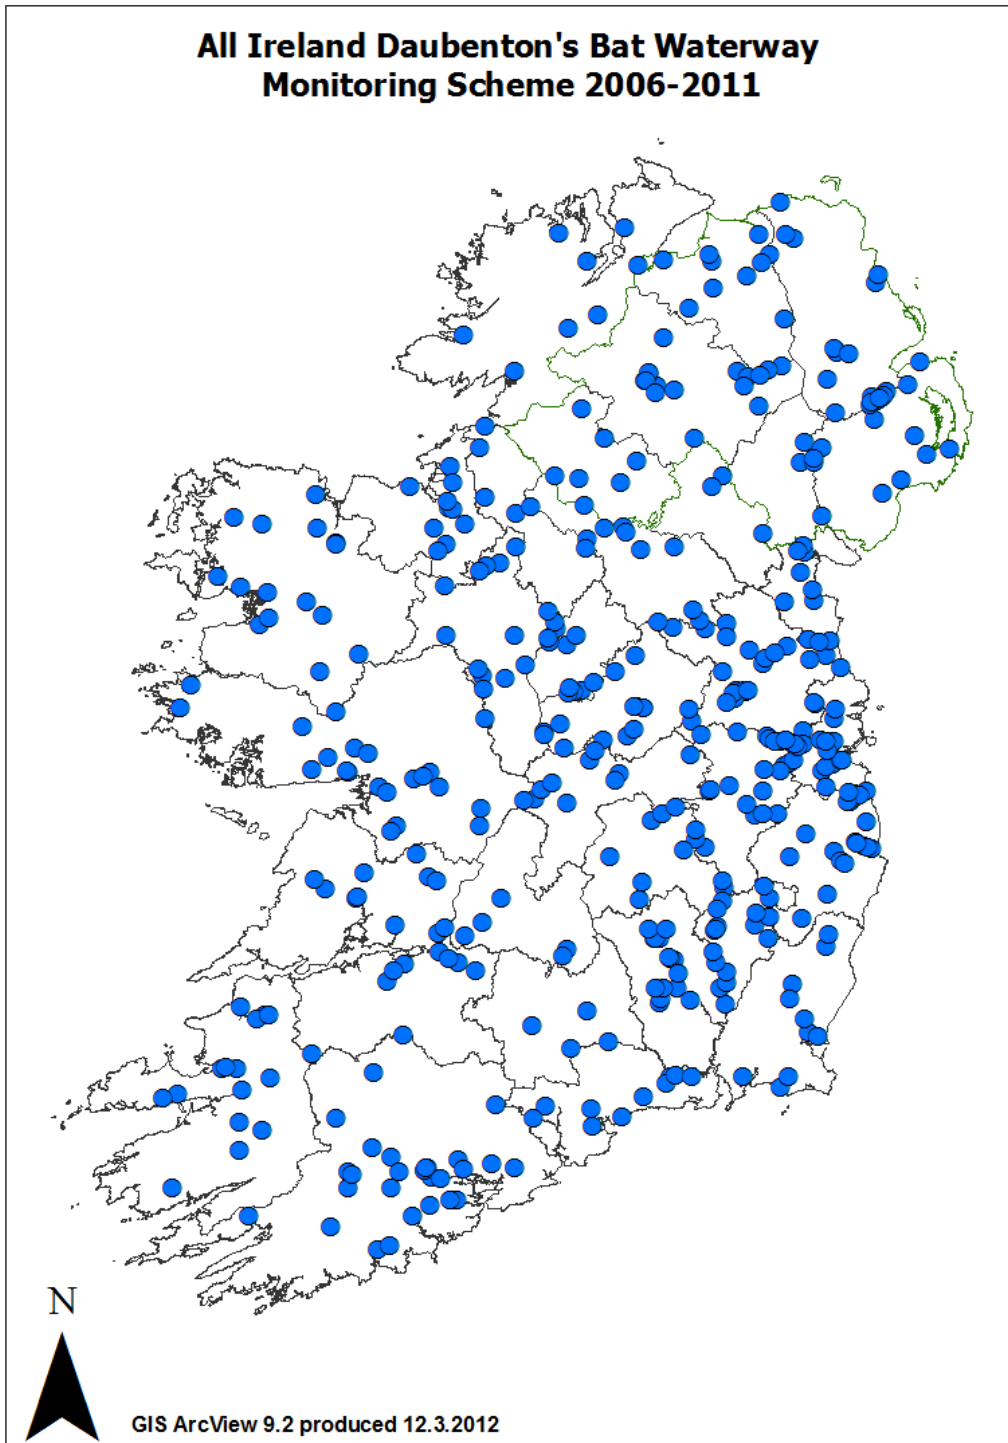 All Ireland Daubenton's Bat Waterway
Monitoring Scheme 2006-2011
N
GIS ArcView 9.2 produced 12.3.2012